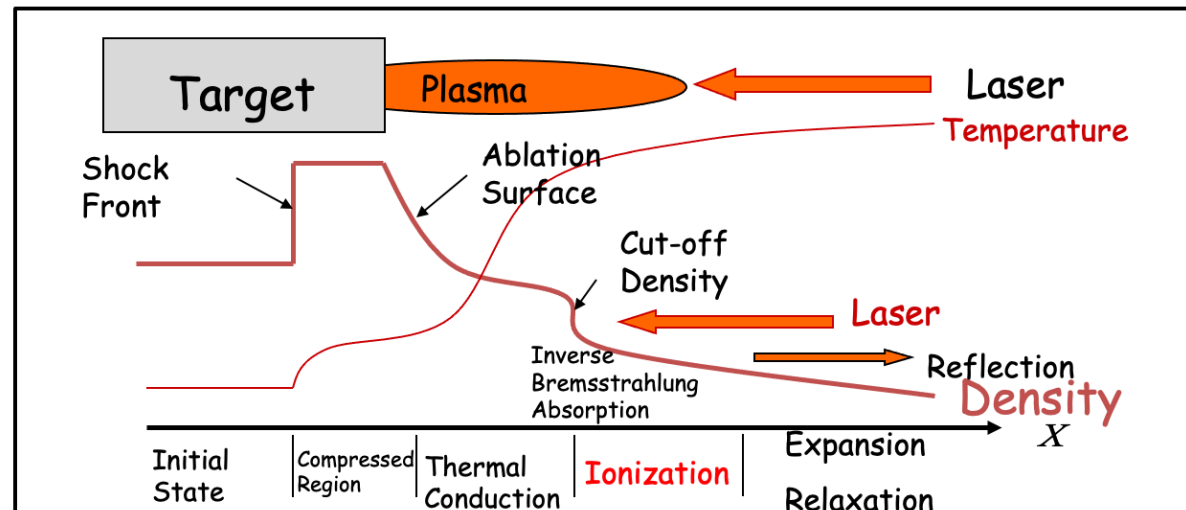 Target
Plasma
Laser
Temperature
Shock
Front
Ablation
Surface
Cut-off
Density
Laser
Inverse
Bremsstrahlung
Absorption
Reflection
Density
X
Initial
State
Compressed
Region
Thermal
Conduction
Ionization
Expansion
Relaxation